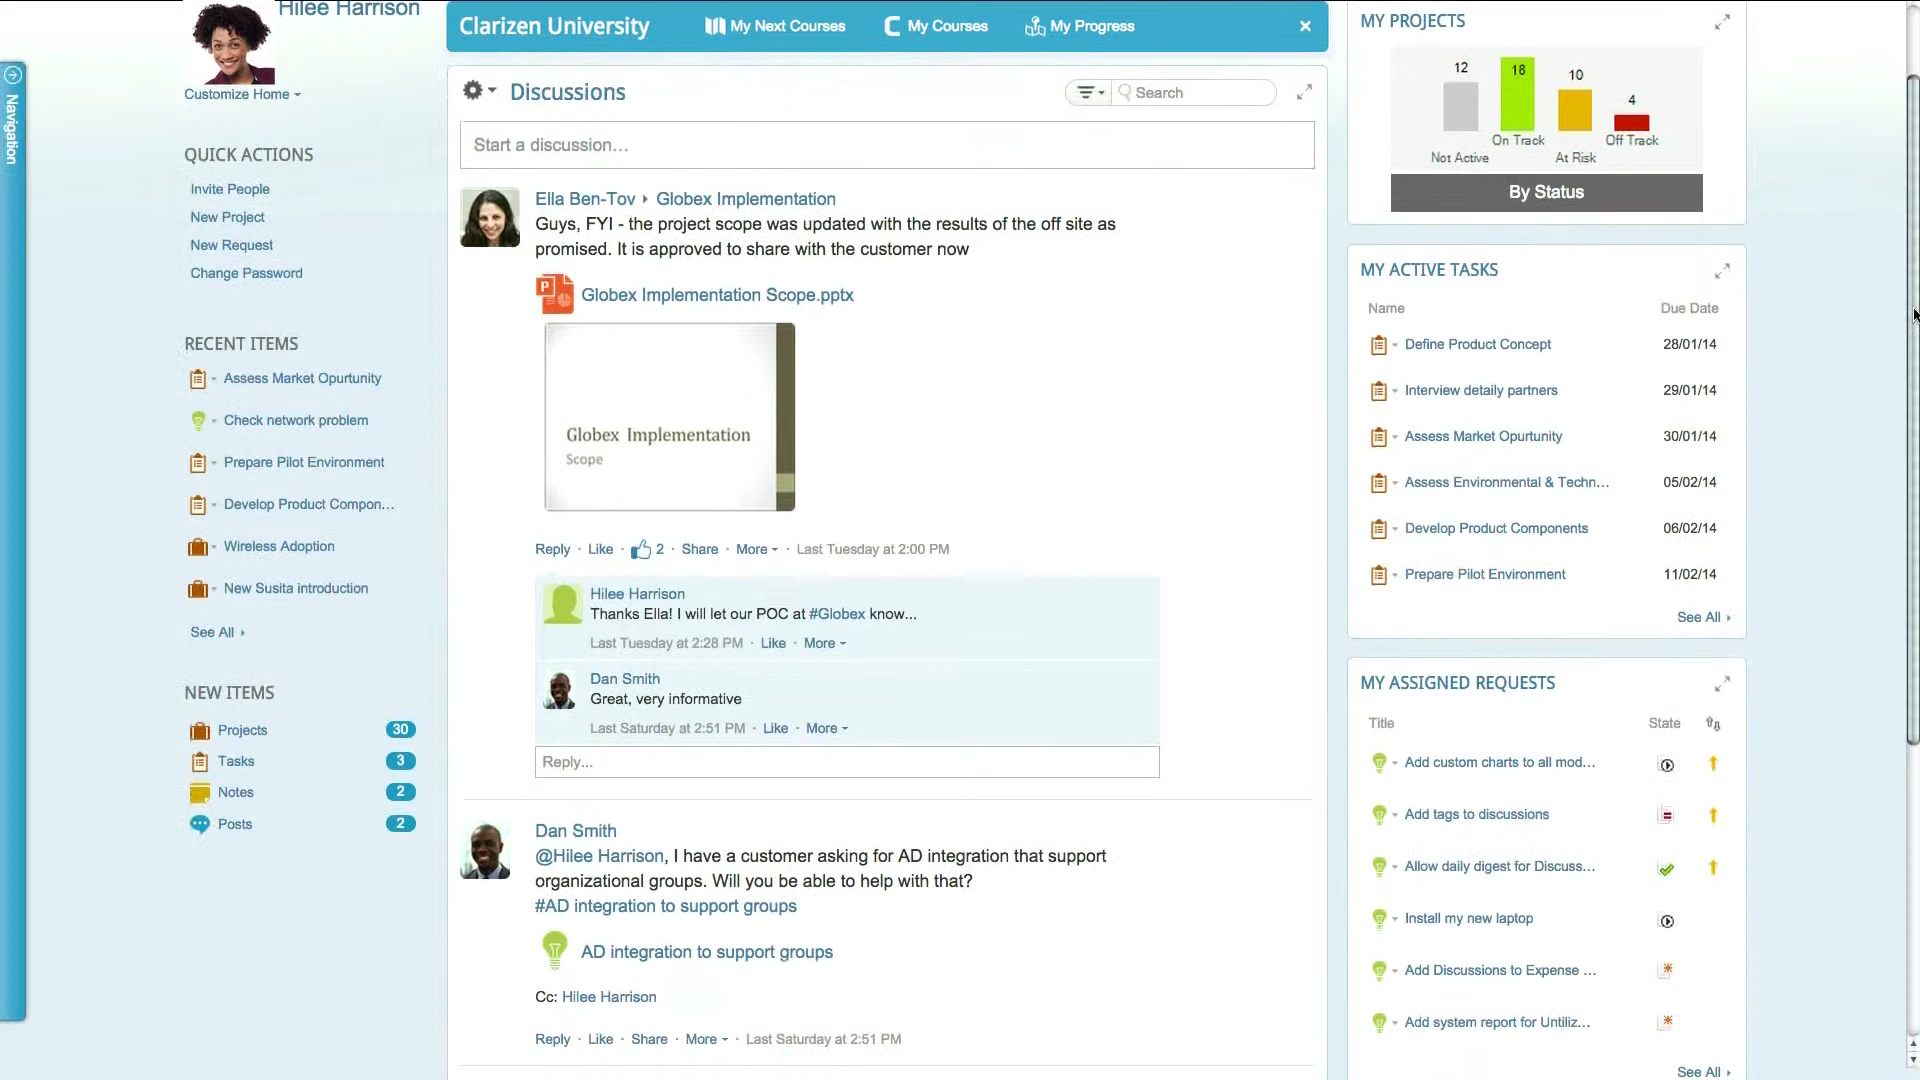 Hilee Harrison
Customize Home
Navigation
QUICK ACTIONS
Invite People
New Project
New Request
Change Password
RECENT ITEMS
Assess Market Opurtunity
Check network problem
Prepare Pilot Environment
Develop Product Compon...
Wireless Adoption
New Susita introduction
See All
NEW ITEMS
Projects 30
Tasks 3
Notes 2
Posts 2
Clarizen University My Next Courses My Courses My Progress ×
Discussions Search
Start a discussion...
Ella Ben-Tov Globex Implementation
Guys, FYI - the project scope was updated with the results of the off site as
promised. It is approved to share with the customer now
P Globex Implementation Scope.pptx
Globex Implementation
Scope
Reply · Like · 2 · Share · More · Last Tuesday at 2:00 PM
Hilee Harrison
Thanks Ella! I will let our POC at #Globex know...
Last Tuesday at 2:28 PM · Like · More
Dan Smith
Great, very informative
Last Saturday at 2:51 PM · Like · More
Reply...
Dan Smith
@Hilee Harrison, I have a customer asking for AD integration that support
organizational groups. Will you be able to help with that?
#AD integration to support groups
AD integration to support groups
Cc: Hilee Harrison
Reply · Like · Share · More · Last Saturday at 2:51 PM
MY PROJECTS
12 18 10 4
On Track Off Track
Not Active At Risk
By Status
MY ACTIVE TASKS
Name Due Date
Define Product Concept 28/01/14
Interview detaily partners 29/01/14
Assess Market Opurtunity 30/01/14
Assess Environmental & Techn... 05/02/14
Develop Product Components 06/02/14
Prepare Pilot Environment 11/02/14
See All
MY ASSIGNED REQUESTS
Title State
Add custom charts to all mod...
Add tags to discussions
Allow daily digest for Discuss...
Install my new laptop
Add Discussions to Expense ...
Add system report for Untiliz...
See All